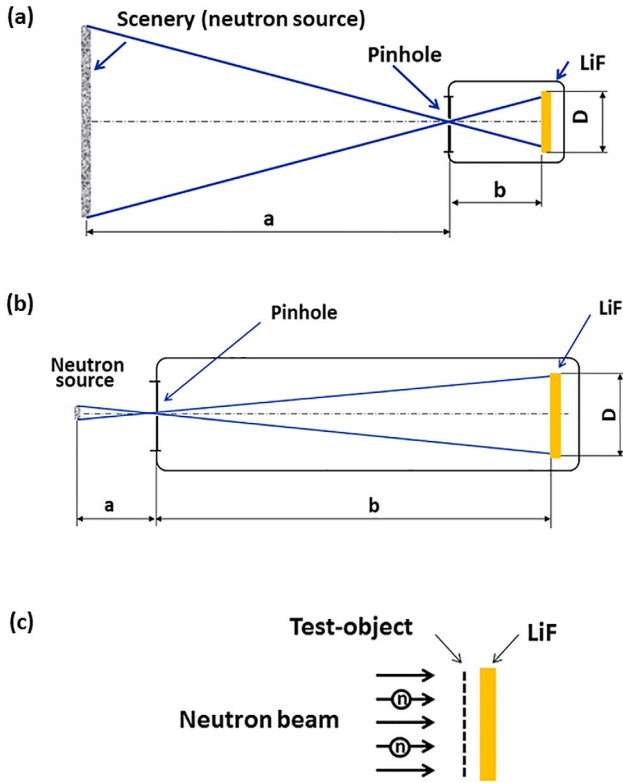 (a)
Scenery (neutron source)
Pinhole
LiF
D
b
a
(b)
Pinhole
LiF
Neutron
source
D
a
b
(c)
Test-object
LiF
n
Neutron beam
n